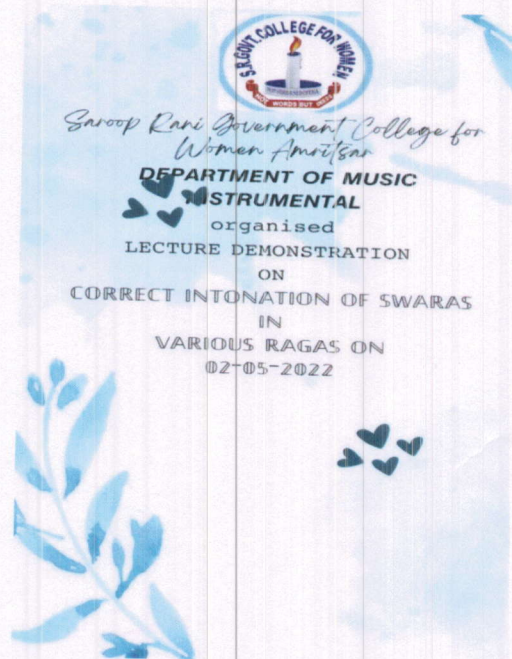 S.R.GOVT.COLLEGE FOR WOMEN
NOT WORDS BUT DEEDS
Saroop Rani Government College for
Women Amritsar
DEPARTMENT OF MUSIC
INSTRUMENTAL
organised
LECTURE DEMONSTRATION
ON
CORRECT INTONATION OF SWARAS
IN
VARIOUS RAGAS ON
02-05-2022